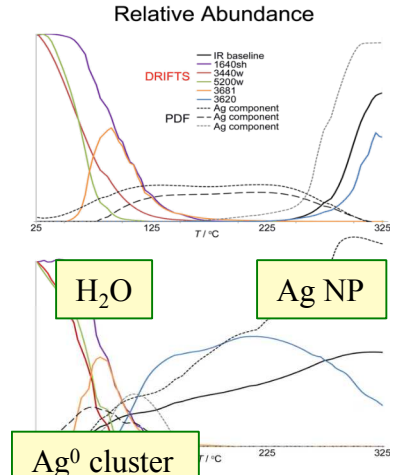 Relative Abundance
IR baseline
1640sh
DRIFTS
3440w
5200w
3681
3620
PDF
Ag component
Ag component
Ag component
25
125
225
325
T / °C
H₂O
Ag NP
Ag⁰ cluster
T / °C
225
325